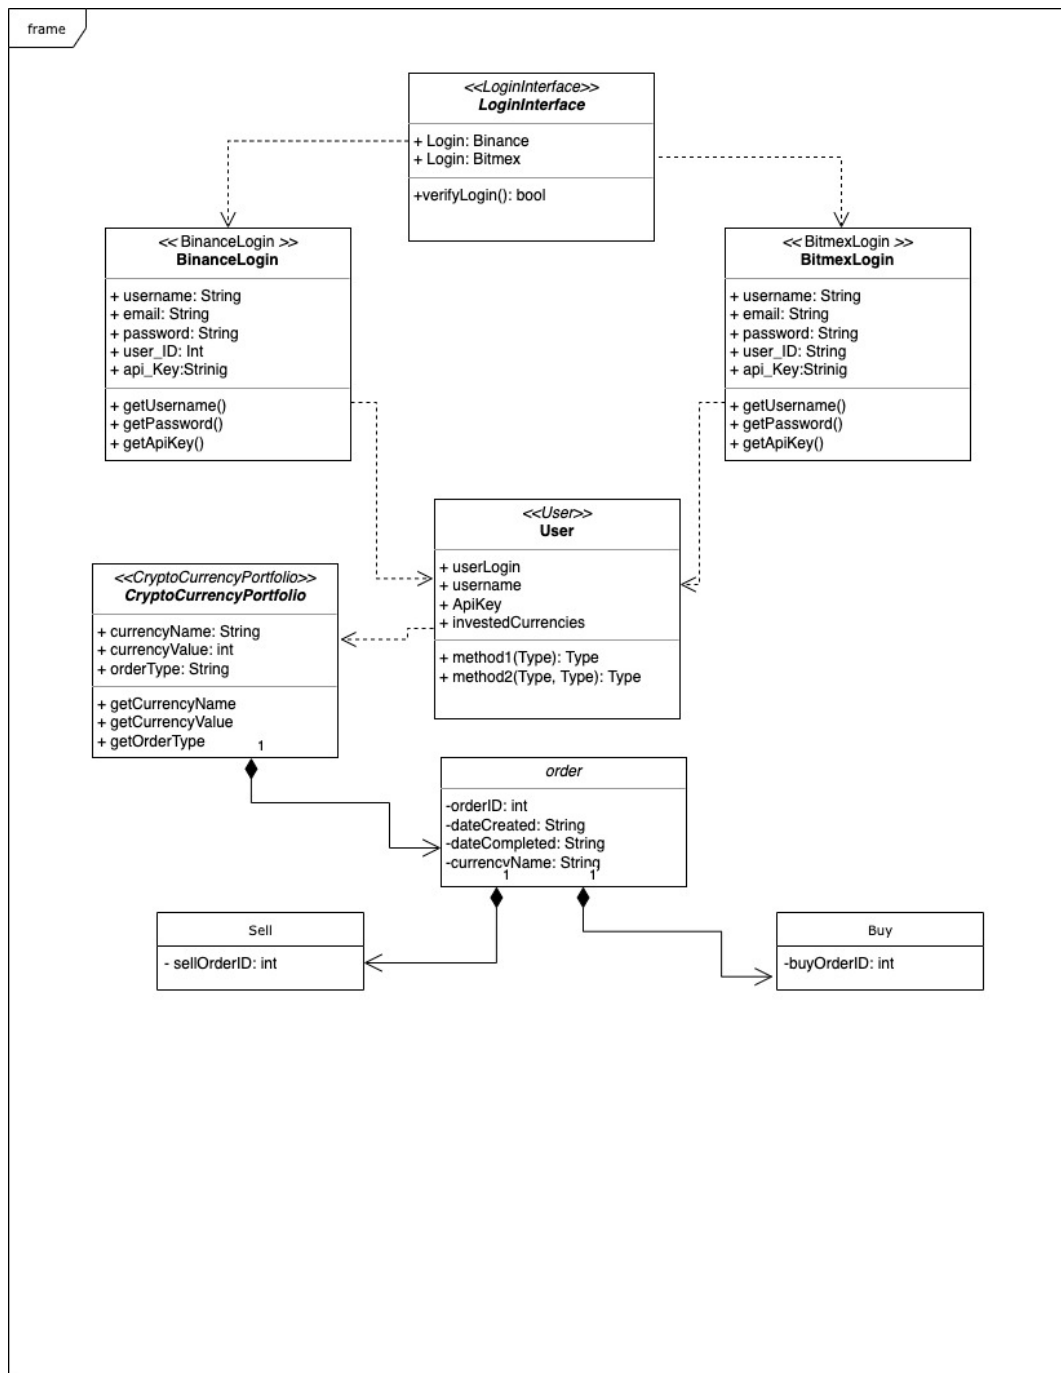 frame
<<LoginInterface>>
LoginInterface
+ Login: Binance
+ Login: Bitmex
+verifyLogin(): bool
<< BinanceLogin >>
BinanceLogin
+ username: String
+ email: String
+ password: String
+ user_ID: Int
+ api_Key:Strinig
+ getUsername()
+ getPassword()
+ getApiKey()
<< BitmexLogin >>
BitmexLogin
+ username: String
+ email: String
+ password: String
+ user_ID: String
+ api_Key:Strinig
+ getUsername()
+ getPassword()
+ getApiKey()
<<User>>
User
+ userLogin
+ username
+ ApiKey
+ investedCurrencies
+ method1(Type): Type
+ method2(Type, Type): Type
<<CryptoCurrencyPortfolio>>
CryptoCurrencyPortfolio
+ currencyName: String
+ currencyValue: int
+ orderType: String
+ getCurrencyName
+ getCurrencyValue
+ getOrderType
1
order
-orderID: int
-dateCreated: String
-dateCompleted: String
-currencyName: String
1
1
Sell
- sellOrderID: int
Buy
-buyOrderID: int